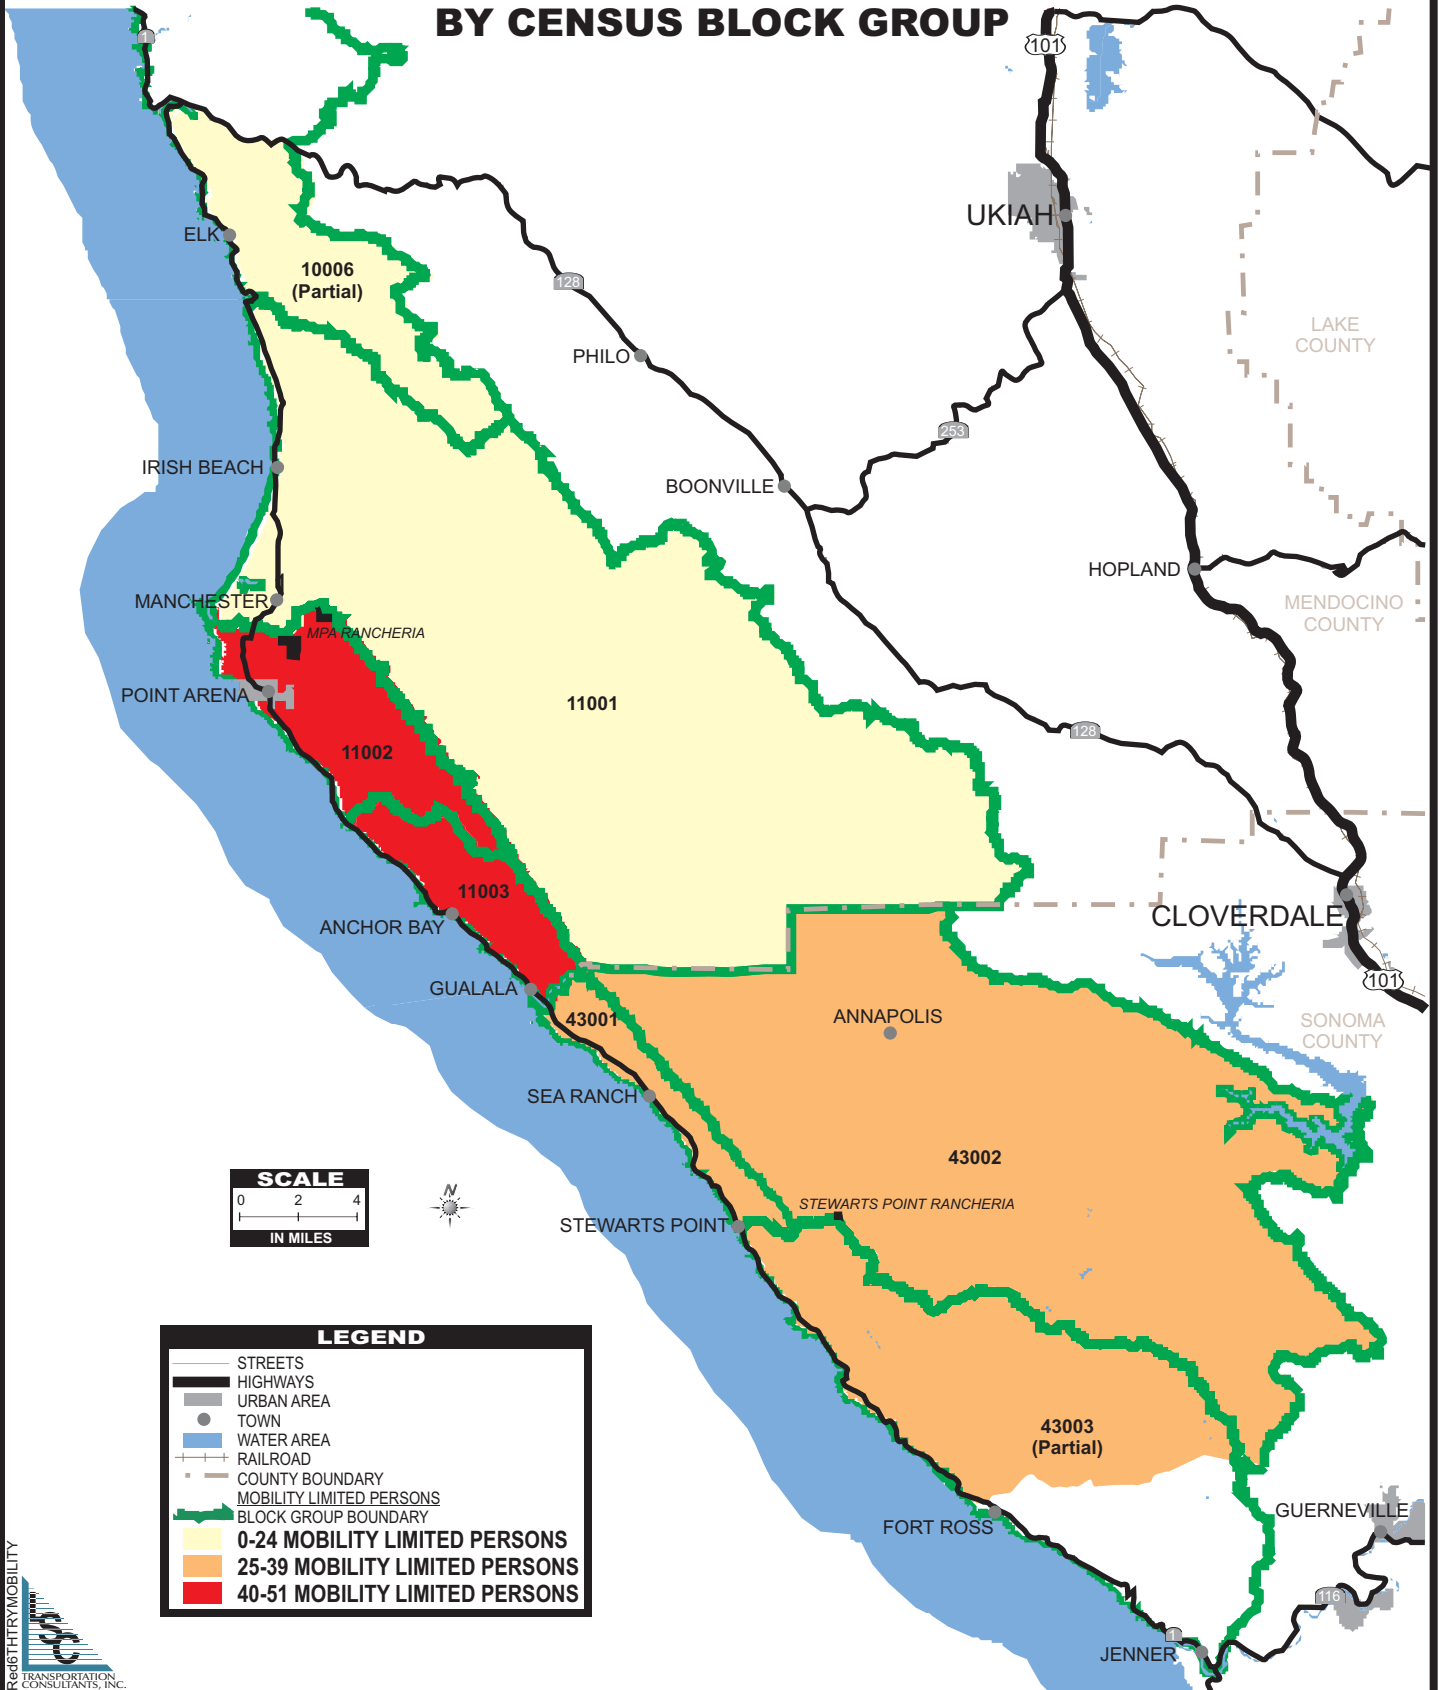 BY CENSUS BLOCK GROUP
1
101
UKIAH
ELK
10006
(Partial)
128
LAKE
COUNTY
PHILO
253
IRISH BEACH
BOONVILLE
HOPLAND
MANCHESTER
MENDOCINO
COUNTY
MPA RANCHERIA
POINT ARENA
11001
128
11002
11003
CLOVERDALE
ANCHOR BAY
101
GUALALA
43001
ANNAPOLIS
SONOMA
COUNTY
SEA RANCH
43002
SCALE
0 2 4
IN MILES
N
STEWARTS POINT RANCHERIA
STEWARTS POINT
LEGEND
STREETS
HIGHWAYS
URBAN AREA
TOWN
WATER AREA
RAILROAD
COUNTY BOUNDARY
MOBILITY LIMITED PERSONS
BLOCK GROUP BOUNDARY
0-24 MOBILITY LIMITED PERSONS
25-39 MOBILITY LIMITED PERSONS
40-51 MOBILITY LIMITED PERSONS
43003
(Partial)
GUERNEVILLE
FORT ROSS
116
1
JENNER
Red6THTRYMOBILITY
LSC
TRANSPORTATION
CONSULTANTS, INC.